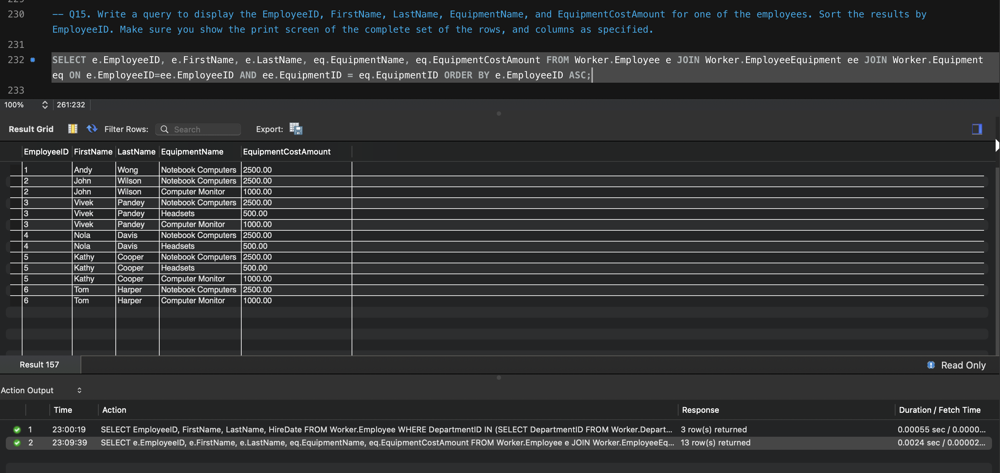 229
230 -- Q15. Write a query to display the EmployeeID, FirstName, LastName, EquipmentName, and EquipmentCostAmount for one of the employees. Sort the results by
EmployeeID. Make sure you show the print screen of the complete set of the rows, and columns as specified.
231
232 SELECT e.EmployeeID, e.FirstName, e.LastName, eq.EquipmentName, eq.EquipmentCostAmount FROM Worker.Employee e JOIN Worker.EmployeeEquipment ee JOIN Worker.Equipment
eq ON e.EmployeeID=ee.EmployeeID AND ee.EquipmentID = eq.EquipmentID ORDER BY e.EmployeeID ASC;
233
100% 261:232
Result Grid Filter Rows: Search Export:
EmployeeID FirstName LastName EquipmentName EquipmentCostAmount
1 Andy Wong Notebook Computers 2500.00
2 John Wilson Notebook Computers 2500.00
2 John Wilson Computer Monitor 1000.00
3 Vivek Pandey Notebook Computers 2500.00
3 Vivek Pandey Headsets 500.00
3 Vivek Pandey Computer Monitor 1000.00
4 Nola Davis Notebook Computers 2500.00
4 Nola Davis Headsets 500.00
5 Kathy Cooper Notebook Computers 2500.00
5 Kathy Cooper Headsets 500.00
5 Kathy Cooper Computer Monitor 1000.00
6 Tom Harper Notebook Computers 2500.00
6 Tom Harper Computer Monitor 1000.00
Result 157 Read Only
Action Output
Time Action Response Duration / Fetch Time
1 23:00:19 SELECT EmployeeID, FirstName, LastName, HireDate FROM Worker.Employee WHERE DepartmentID IN (SELECT DepartmentID FROM Worker.Depart... 3 row(s) returned 0.00055 sec / 0.0000...
2 23:09:39 SELECT e.EmployeeID, e.FirstName, e.LastName, eq.EquipmentName, eq.EquipmentCostAmount FROM Worker.Employee e JOIN Worker.EmployeeEq... 13 row(s) returned 0.0024 sec / 0.00002...